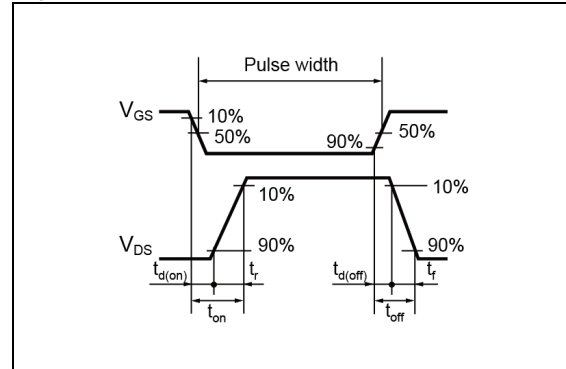 Pulse width
VGS
10%
50%
90%
50%
10%
10%
VDS
90%
90%
td(on)
tr
td(off)
tf
ton
toff